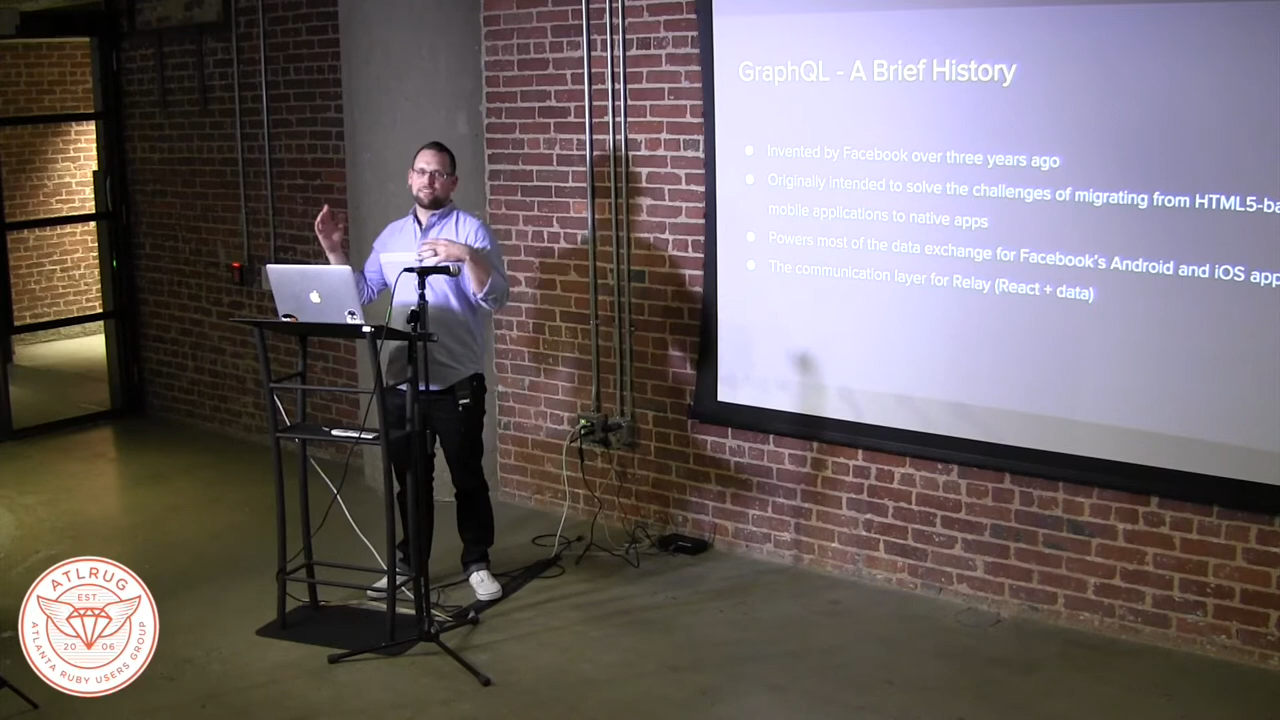 GraphQL - A Brief History
Invented by Facebook over three years ago
Originally intended to solve the challenges of migrating from HTML5-ba
mobile applications to native apps
Powers most of the data exchange for Facebook's Android and iOS app
The communication layer for Relay (React + data)
ATLRUG
EST.
20 06
ATLANTA RUBY USERS GROUP